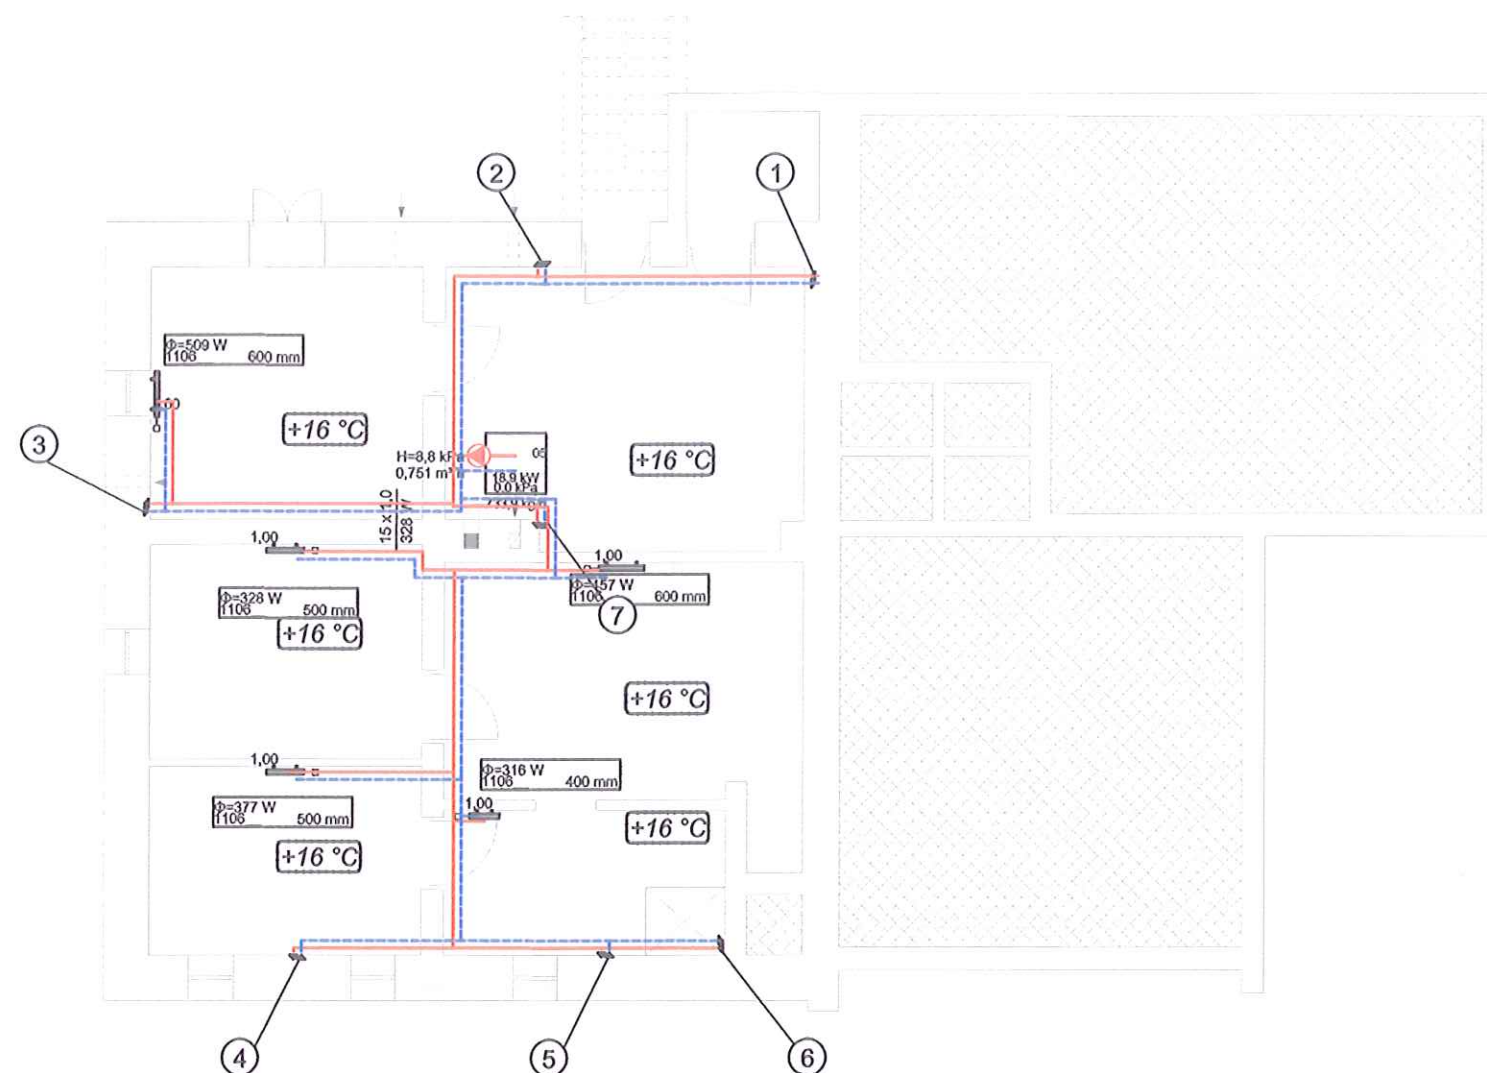 2
1
Φ=509 W
1106 600 mm
+16 °C
3
H=8,8 kPa
0,751 m³/h
05
18,9 kW
0,0 kPa
+16 °C
15 x 1,0
328 W
1,00
1,00
Φ=328 W
1106 500 mm
+16 °C
Φ=457 W
1106 600 mm
7
+16 °C
1,00
Φ=316 W
1106 400 mm
1,00
Φ=377 W
1106 500 mm
+16 °C
+16 °C
4
5
6